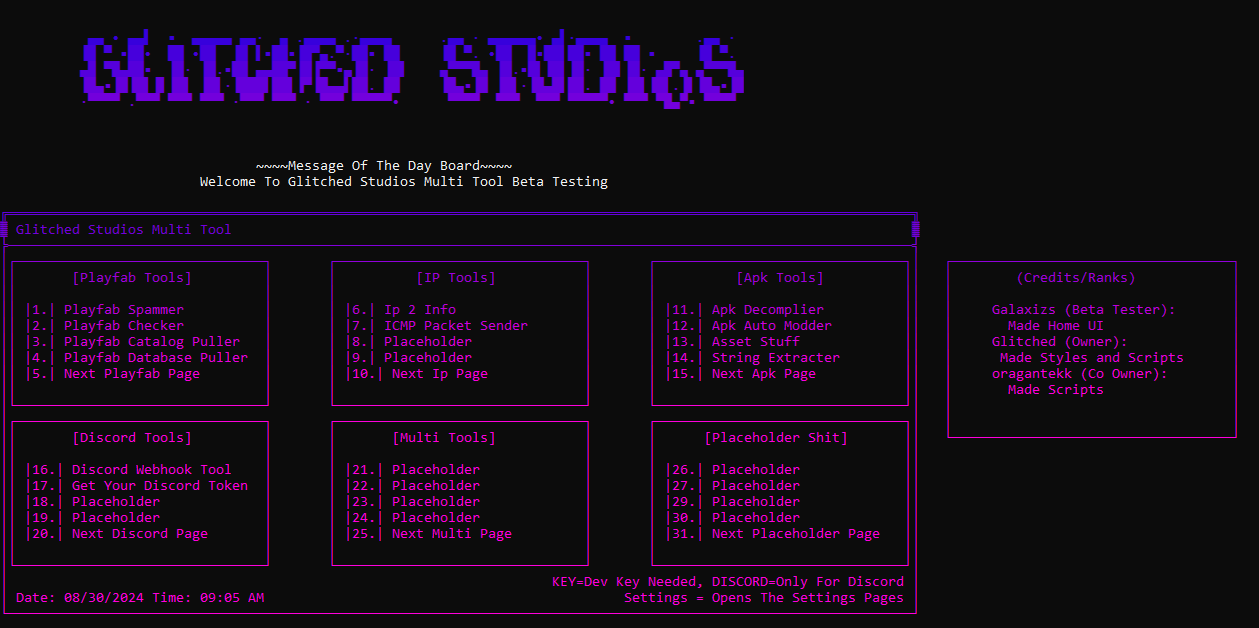 GLITCHED STUDIOS
~~~~Message Of The Day Board~~~~
Welcome To Glitched Studios Multi Tool Beta Testing
Glitched Studios Multi Tool
[Playfab Tools]
|1.| Playfab Spammer
|2.| Playfab Checker
|3.| Playfab Catalog Puller
|4.| Playfab Database Puller
|5.| Next Playfab Page
[IP Tools]
|6.| Ip 2 Info
|7.| ICMP Packet Sender
|8.| Placeholder
|9.| Placeholder
|10.| Next Ip Page
[Apk Tools]
|11.| Apk Decomplier
|12.| Apk Auto Modder
|13.| Asset Stuff
|14.| String Extracter
|15.| Next Apk Page
(Credits/Ranks)
Galaxizs (Beta Tester):
Made Home UI
Glitched (Owner):
Made Styles and Scripts
oragantekk (Co Owner):
Made Scripts
[Discord Tools]
|16.| Discord Webhook Tool
|17.| Get Your Discord Token
|18.| Placeholder
|19.| Placeholder
|20.| Next Discord Page
[Multi Tools]
|21.| Placeholder
|22.| Placeholder
|23.| Placeholder
|24.| Placeholder
|25.| Next Multi Page
[Placeholder Shit]
|26.| Placeholder
|27.| Placeholder
|29.| Placeholder
|30.| Placeholder
|31.| Next Placeholder Page
KEY=Dev Key Needed, DISCORD=Only For Discord
Date: 08/30/2024 Time: 09:05 AM
Settings = Opens The Settings Pages